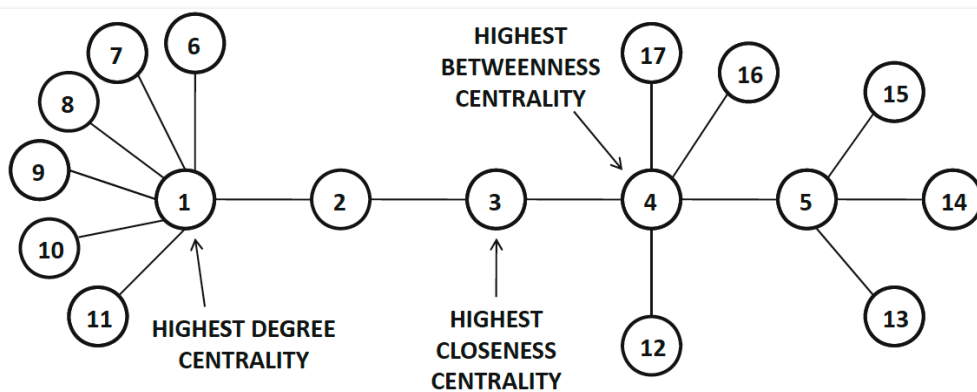 6
7
HIGHEST
BETWEENNESS
CENTRALITY
17
16
15
8
9
1
2
3
4
5
14
10
11
12
13
HIGHEST DEGREE
CENTRALITY
HIGHEST
CLOSENESS
CENTRALITY